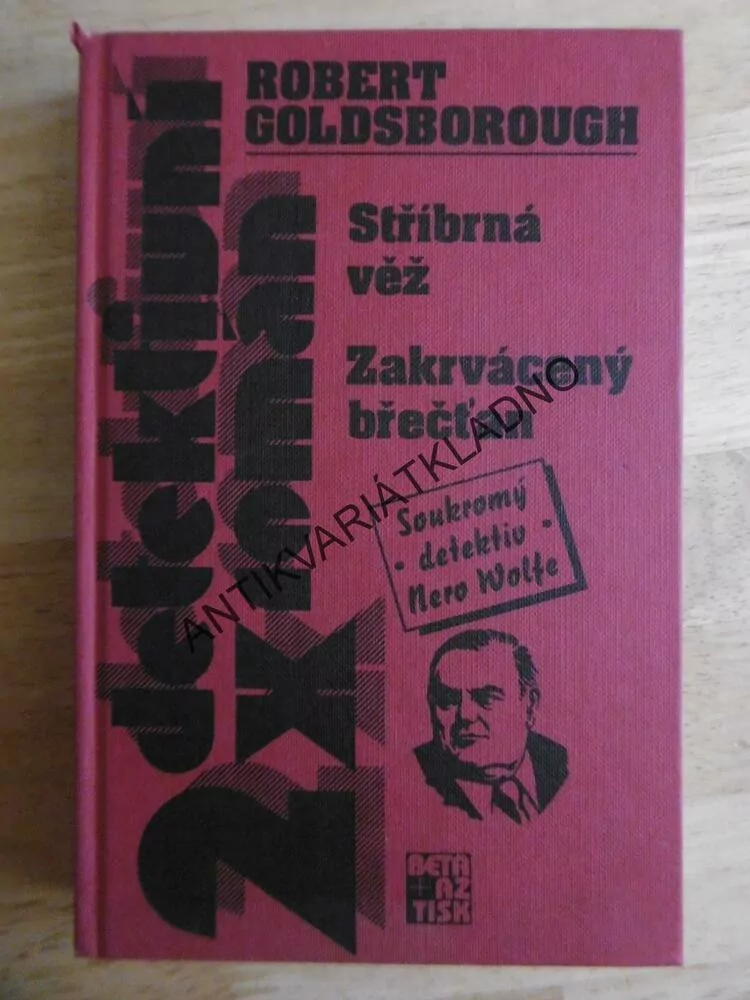 ROBERT
GOLDSBOROUGH
Stříbrná
věž
Zakrvácený
břečťan
Soukromý
- detektiv -
Nero Wolfe
2x detektivní
román
ANTIKVARIÁTKLADNO
BETA
+AZ
TISK